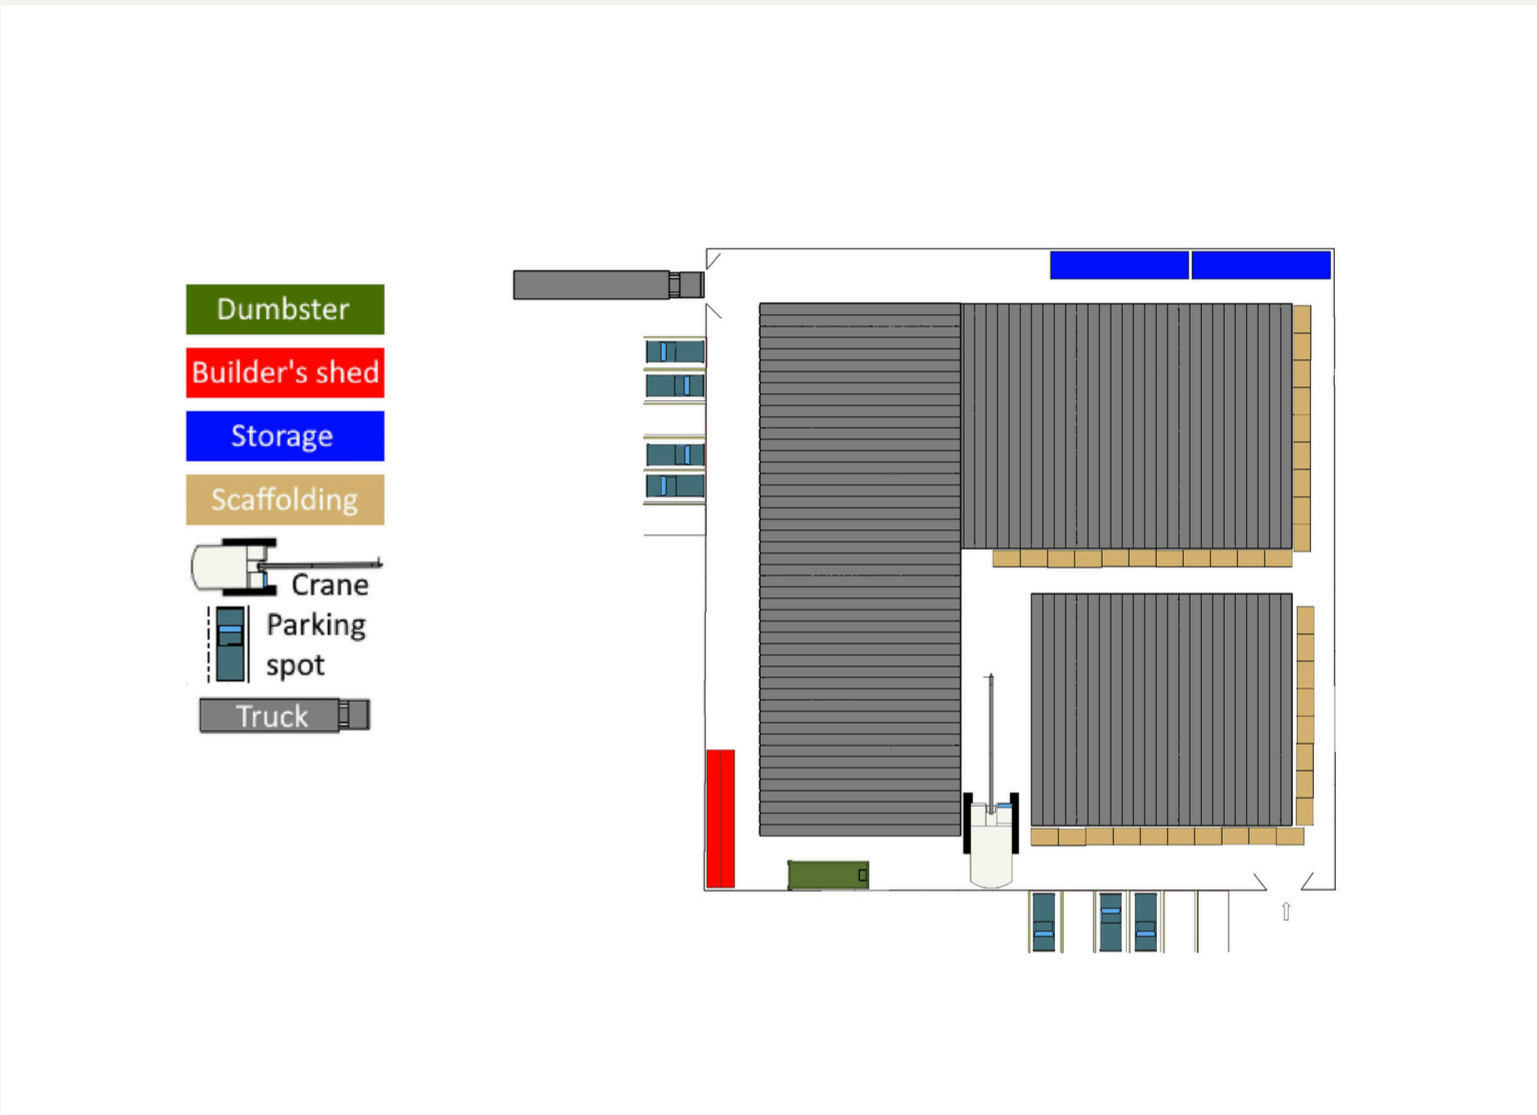 Dumbster
Builder's shed
Storage
Scaffolding
Crane
Parking
spot
Truck